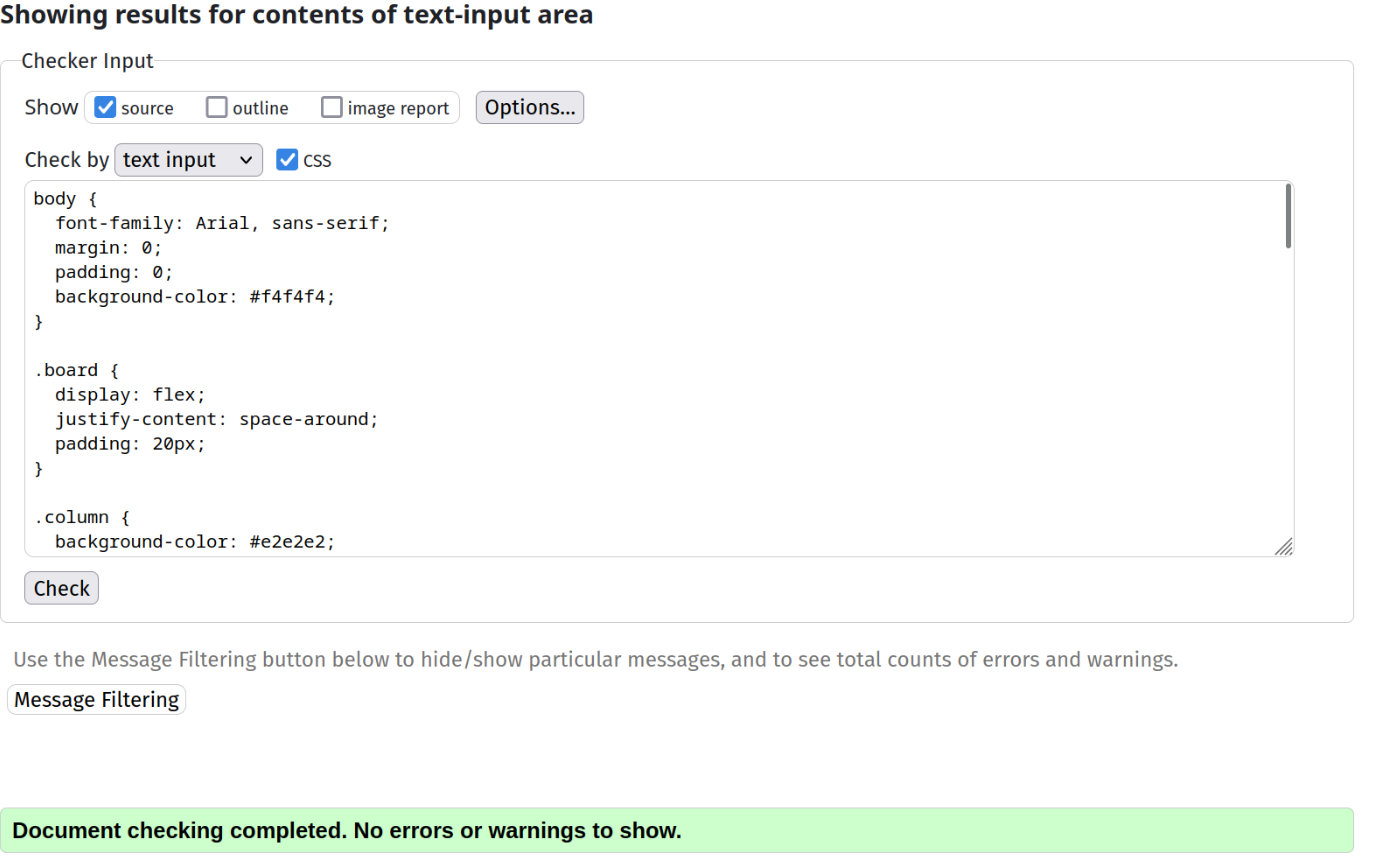 Showing results for contents of text-input area
Checker Input
Show source outline image report Options...
Check by text input CSS
body {
  font-family: Arial, sans-serif;
  margin: 0;
  padding: 0;
  background-color: #f4f4f4;
}

.board {
  display: flex;
  justify-content: space-around;
  padding: 20px;
}

.column {
  background-color: #e2e2e2;
Check
Use the Message Filtering button below to hide/show particular messages, and to see total counts of errors and warnings.
Message Filtering
Document checking completed. No errors or warnings to show.